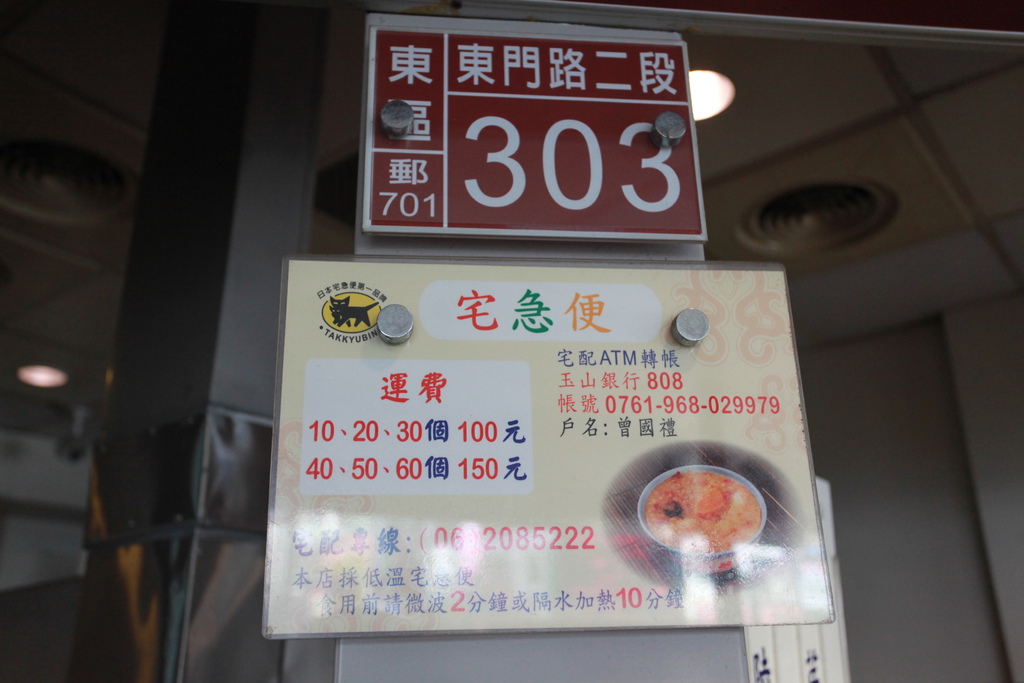 東區
郵
701
東門路二段
303
日本宅急便第一品牌
TAKKYUBIN
宅急便
運費
10、20、30個 100元
40、50、60個 150元
宅配ATM轉帳
玉山銀行 808
帳號 0761-968-029979
戶名:曾國禮
宅配專線:(06)2085222
本店採低溫宅急便
食用前請微波2分鐘或隔水加熱10分鐘